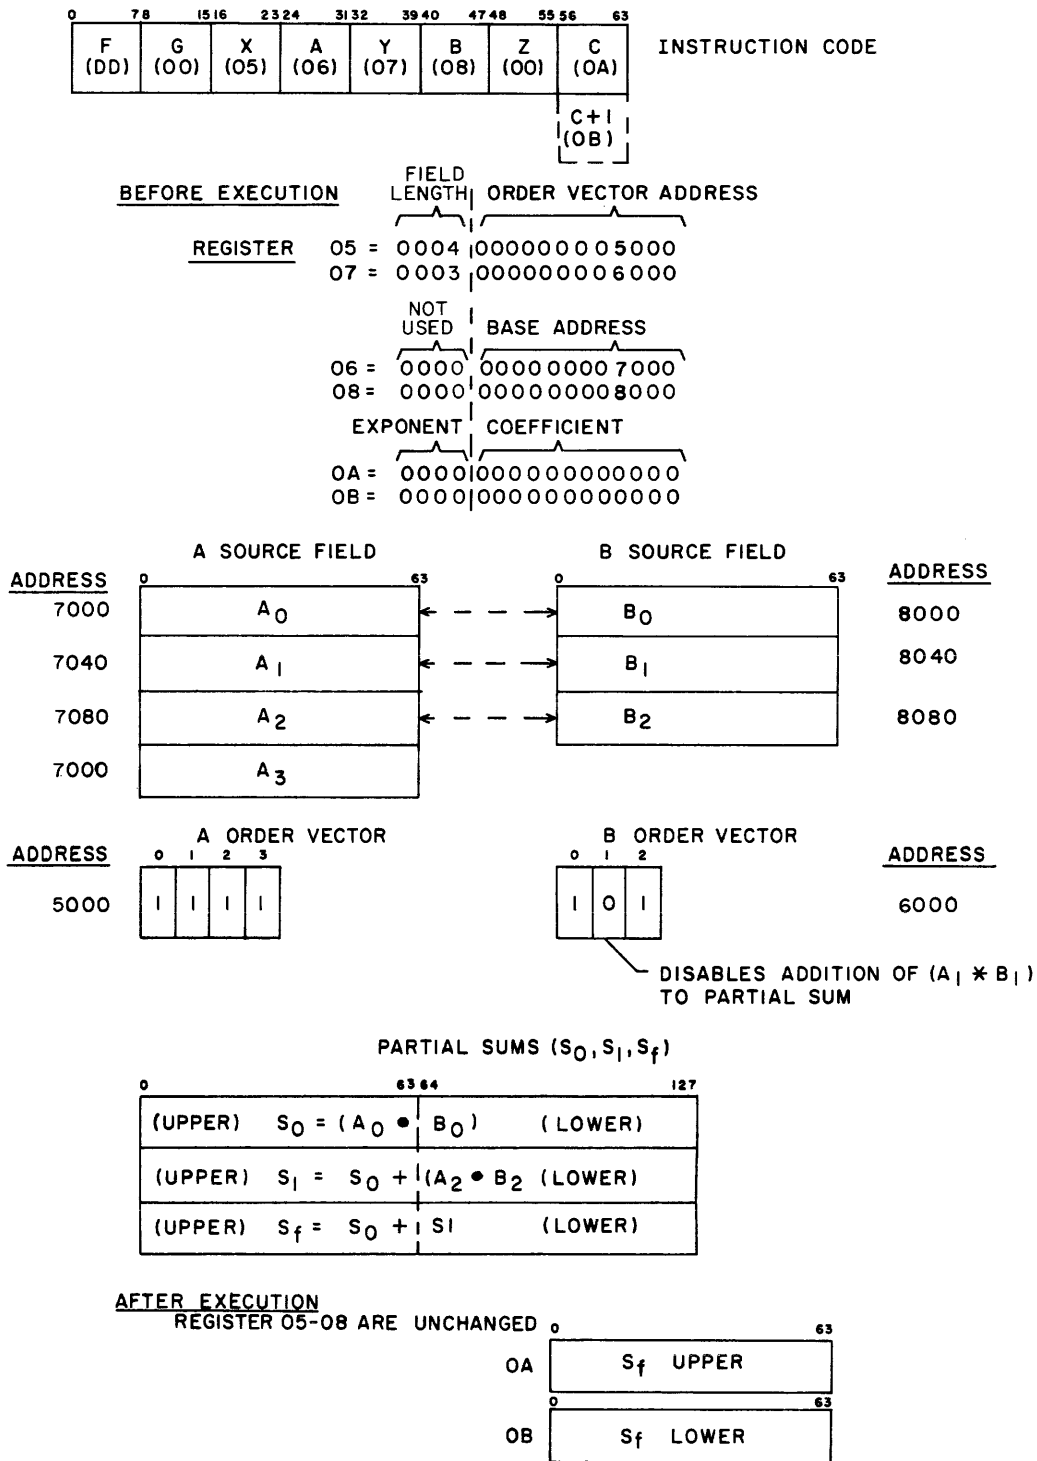 0 7 8 15 16 23 24 31 32 39 40 47 48 55 56 63
F G X A Y B Z C INSTRUCTION CODE
(DD) (00) (05) (06) (07) (08) (00) (0A)
C+1
(0B)
BEFORE EXECUTION
FIELD LENGTH ORDER VECTOR ADDRESS
REGISTER 05 = 0004 000000005000
07 = 0003 000000006000
NOT USED BASE ADDRESS
06 = 0000 000000007000
08 = 0000 000000008000
EXPONENT COEFFICIENT
0A = 0000 000000000000
0B = 0000 000000000000
A SOURCE FIELD B SOURCE FIELD
ADDRESS 0 63 0 63 ADDRESS
7000 A0 B0 8000
7040 A1 B1 8040
7080 A2 B2 8080
7000 A3
A ORDER VECTOR B ORDER VECTOR
ADDRESS 0 1 2 3 0 1 2 ADDRESS
5000 1 1 1 1 1 0 1 6000
DISABLES ADDITION OF (A1 * B1)
TO PARTIAL SUM
PARTIAL SUMS (S0, S1, Sf)
0 63 64 127
(UPPER) S0 = (A0 • B0) (LOWER)
(UPPER) S1 = S0 + (A2 • B2 (LOWER)
(UPPER) Sf = S0 + S1 (LOWER)
AFTER EXECUTION
REGISTER 05-08 ARE UNCHANGED
0 63
0A Sf UPPER
0 63
0B Sf LOWER